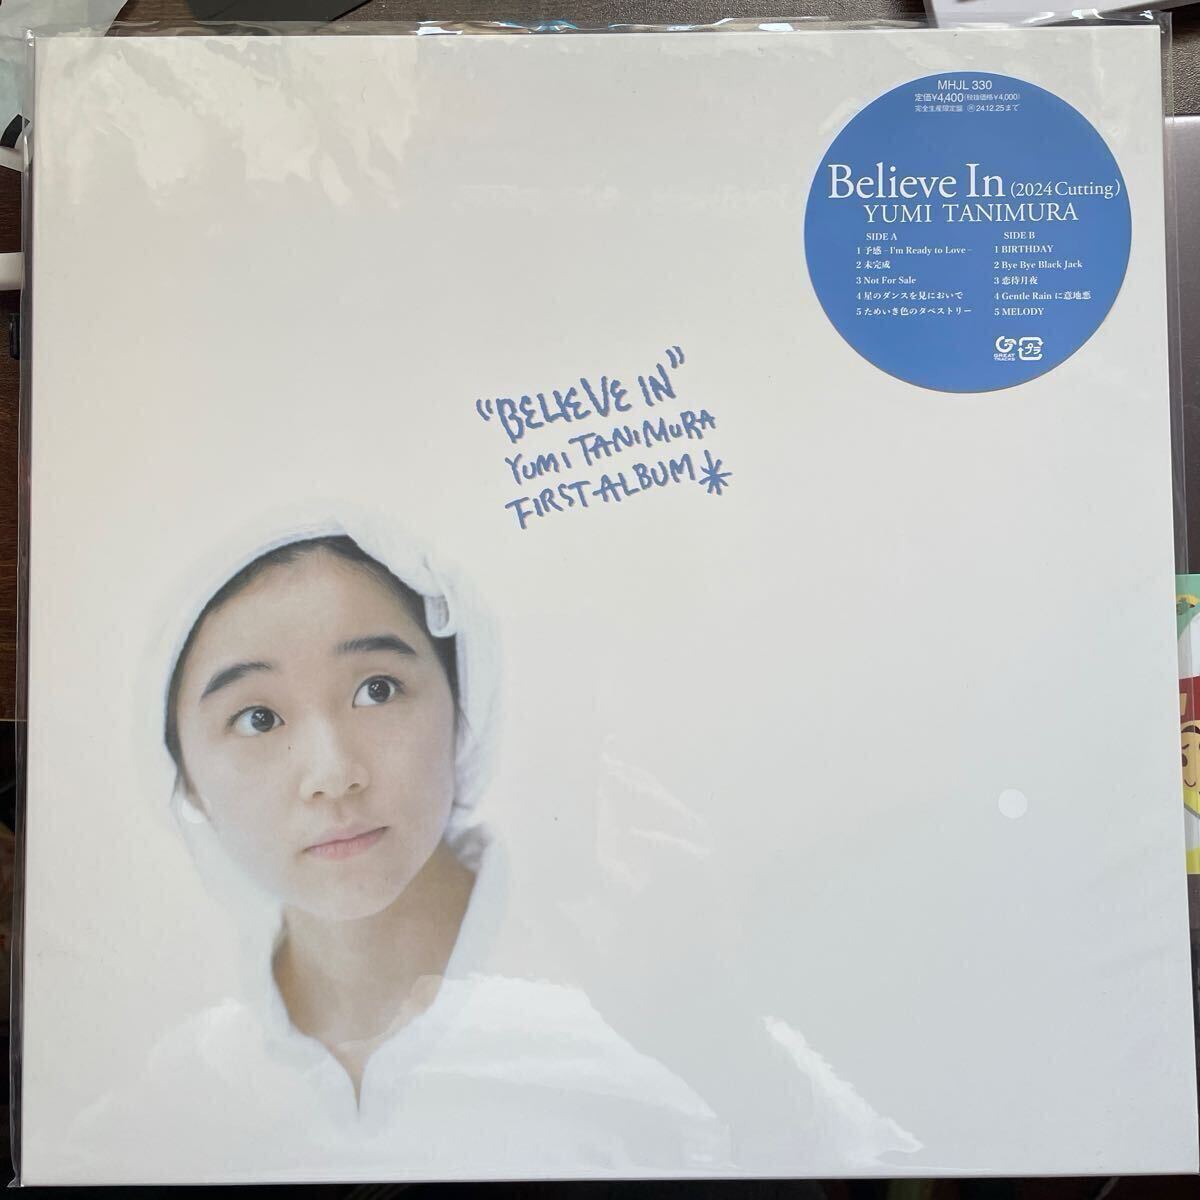 MHJL 330
定価¥4,400(税抜価格¥4,000)
完全生産限定盤 Ⓡ24.12.25まで
Believe In (2024 Cutting)
YUMI TANIMURA
SIDE A
1 予感 –I'm Ready to Love–
2 未完成
3 Not For Sale
4 星のダンスを見においで
5 ためいき色のタペストリー
SIDE B
1 BIRTHDAY
2 Bye Bye Black Jack
3 恋待月夜
4 Gentle Rain に意地悪
5 MELODY
GREAT TRACKS
プラ
"BELIEVE IN"
YUMI TANIMURA
FIRST ALBUM*